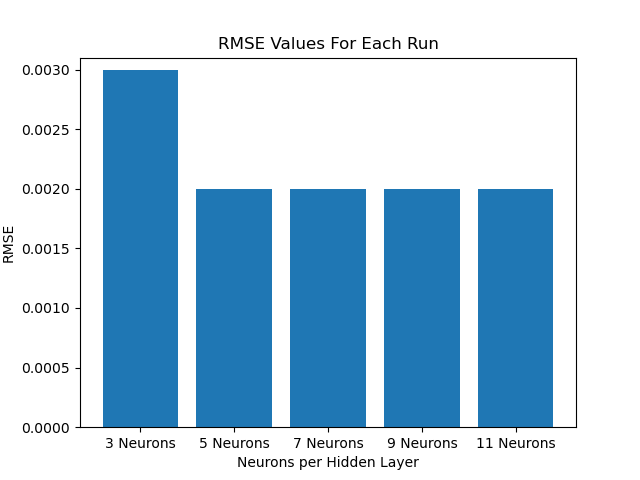 RMSE Values For Each Run
0.0030
0.0025
0.0020
0.0015
0.0010
0.0005
0.0000
RMSE
3 Neurons
5 Neurons
7 Neurons
9 Neurons
11 Neurons
Neurons per Hidden Layer